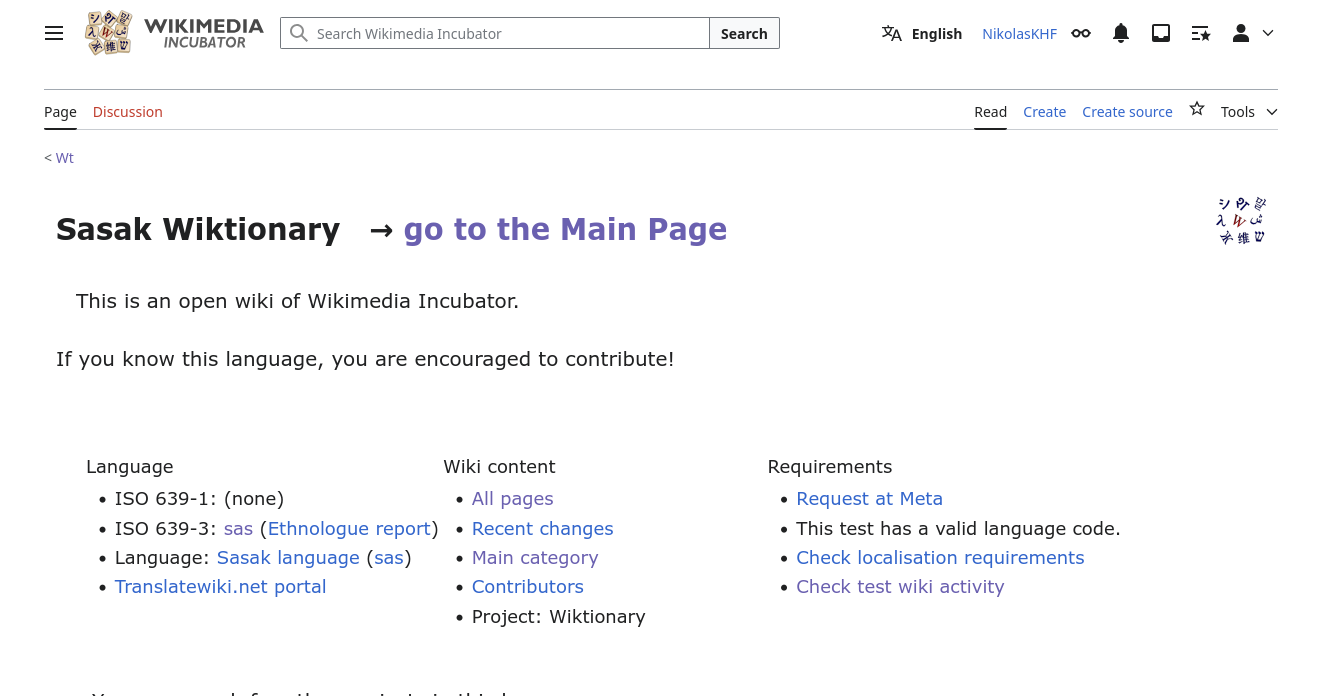 WIKIMEDIA INCUBATOR Search Wikimedia Incubator Search English NikolasKHF
Page Discussion Read Create Create source Tools
< Wt
Sasak Wiktionary → go to the Main Page
This is an open wiki of Wikimedia Incubator.
If you know this language, you are encouraged to contribute!
Language
• ISO 639-1: (none)
• ISO 639-3: sas (Ethnologue report)
• Language: Sasak language (sas)
• Translatewiki.net portal
Wiki content
• All pages
• Recent changes
• Main category
• Contributors
• Project: Wiktionary
Requirements
• Request at Meta
• This test has a valid language code.
• Check localisation requirements
• Check test wiki activity